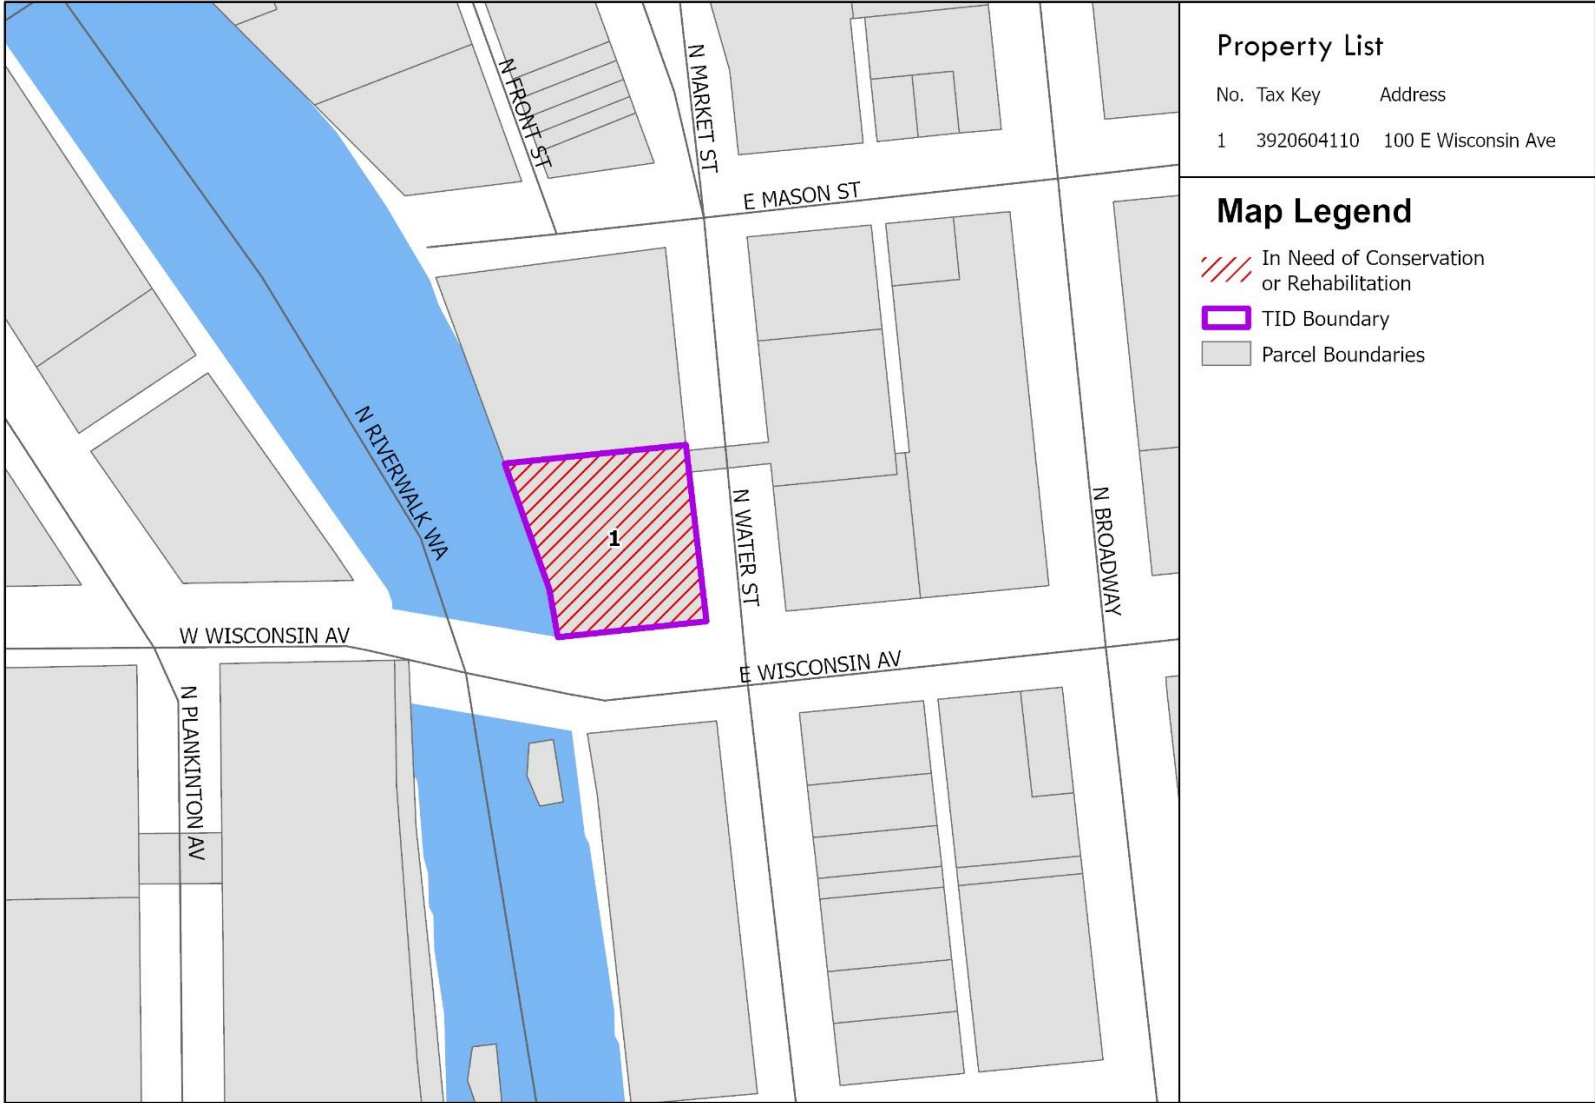 N FRONT ST
N MARKET ST
E MASON ST
N RIVERWALK WA
1
N WATER ST
N BROADWAY
W WISCONSIN AV
E WISCONSIN AV
N PLANKINTON AV
Property List
No. Tax Key Address
1 3920604110 100 E Wisconsin Ave
Map Legend
In Need of Conservation
or Rehabilitation
TID Boundary
Parcel Boundaries